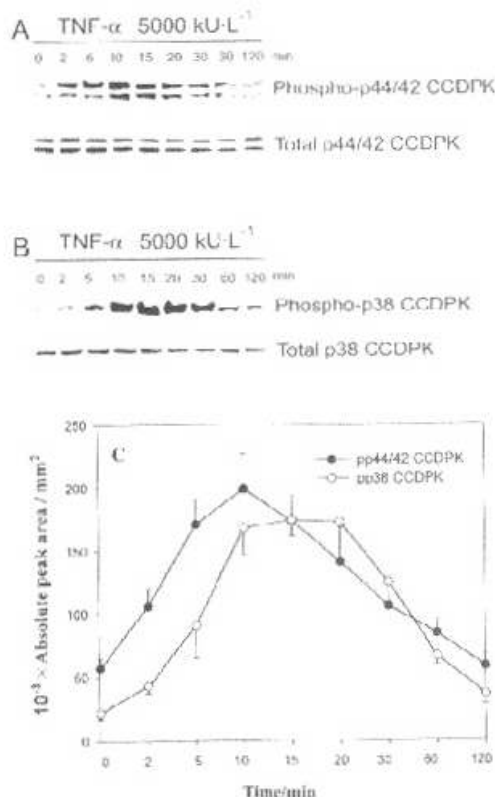 A
TNF-α 5000 kU·L⁻¹
0 2 5 10 15 20 30 30 120 min
Phospho-p44/42 CCDPK
Total p44/42 CCDPK
B
TNF-α 5000 kU·L⁻¹
0 2 5 10 15 20 30 60 120 min
Phospho-p38 CCDPK
Total p38 CCDPK
C
pp44/42 CCDPK
pp38 CCDPK
10⁻³ × Absolute peak area / mm²
250
200
150
100
50
0
0 2 5 10 15 20 30 60 120
Time/min